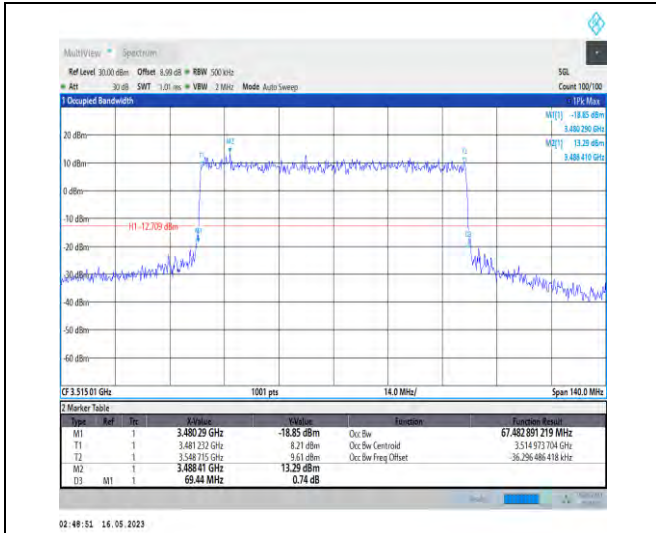 MultiView Spectrum
Ref Level 30.00 dBm Offset 8.99 dB RBW 500 kHz SGL
Att 30 dB SWT 1.01 ms VBW 2 MHz Mode Auto Sweep Count 100/100
1 Occupied Bandwidth 1Pk Max
M1[1] -18.85 dBm
3.480 290 GHz
M2[1] 13.29 dBm
3.488 410 GHz
20 dBm
M2
T1
T2
10 dBm
0 dBm
-10 dBm
H1 -12.709 dBm
M1
D3
-20 dBm
-30 dBm
-40 dBm
-50 dBm
-60 dBm
CF 3.515 01 GHz 1001 pts 14.0 MHz/ Span 140.0 MHz
2 Marker Table
Type Ref Trc X-Value Y-Value Function Function Result
M1 1 3.480 29 GHz -18.85 dBm Occ Bw 67.482 891 219 MHz
T1 1 3.481 232 GHz 8.21 dBm Occ Bw Centroid 3.514 973 704 GHz
T2 1 3.548 715 GHz 9.61 dBm Occ Bw Freq Offset -36.296 486 418 kHz
M2 1 3.488 41 GHz 13.29 dBm
D3 M1 1 69.44 MHz 0.74 dB
02:48:51 16.05.2023